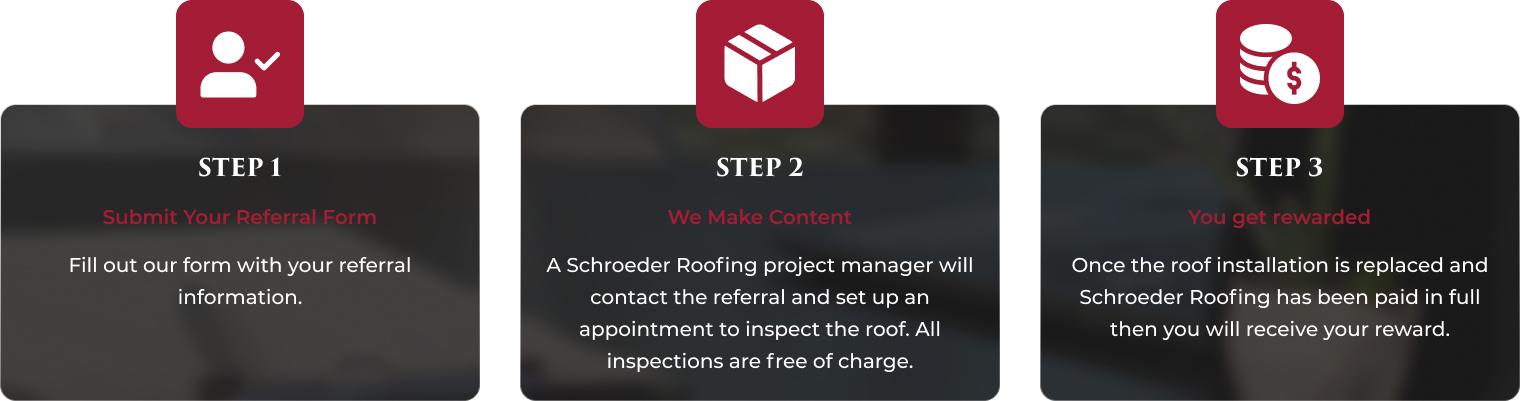 STEP 1
Submit Your Referral Form
Fill out our form with your referral
information.
STEP 2
We Make Content
A Schroeder Roofing project manager will
contact the referral and set up an
appointment to inspect the roof. All
inspections are free of charge.
$
STEP 3
You get rewarded
Once the roof installation is replaced and
Schroeder Roofing has been paid in full
then you will receive your reward.